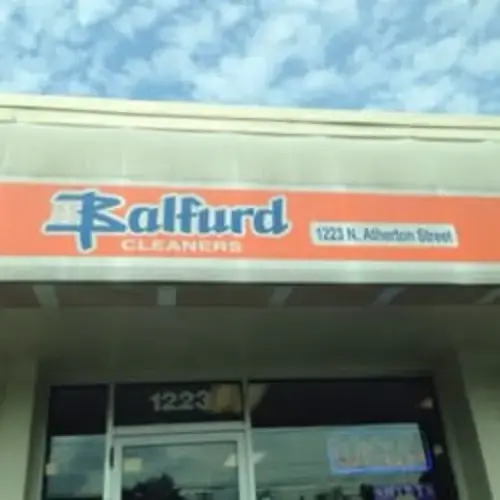 Balfurd
CLEANERS
1223 N. Atherton Street
1223